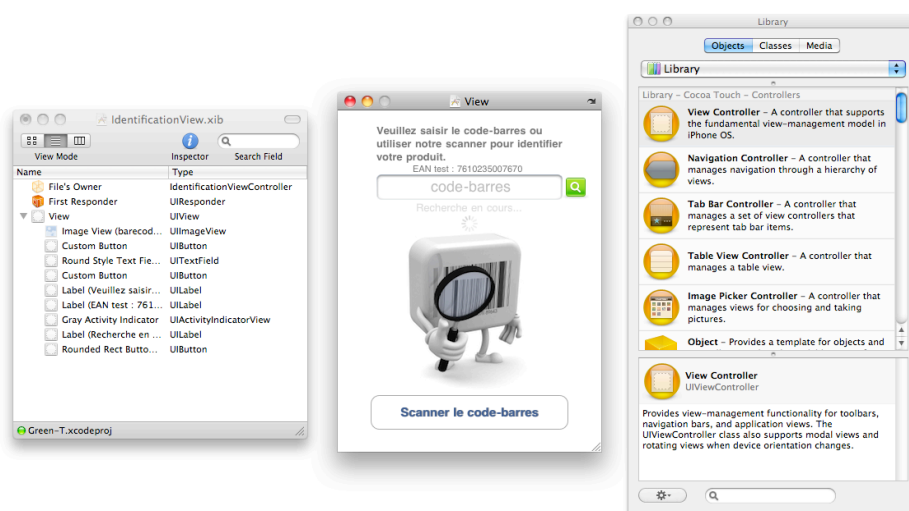 IdentificationView.xib
View Mode
Inspector
Search Field
Name Type
File's Owner IdentificationViewController
First Responder UIResponder
View UIView
Image View (barecod... UIImageView
Custom Button UIButton
Round Style Text Fie... UITextField
Custom Button UIButton
Label (Veuillez saisir... UILabel
Label (EAN test : 761... UILabel
Gray Activity Indicator UIActivityIndicatorView
Label (Recherche en ... UILabel
Rounded Rect Butto... UIButton
Green-T.xcodeproj
View
Veuillez saisir le code-barres ou
utiliser notre scanner pour identifier
votre produit.
EAN test : 7610235007670
code-barres
Recherche en cours...
Scanner le code-barres
Library
Objects Classes Media
Library
Library – Cocoa Touch – Controllers
View Controller – A controller that supports
the fundamental view-management model in
iPhone OS.
Navigation Controller – A controller that
manages navigation through a hierarchy of
views.
Tab Bar Controller – A controller that
manages a set of view controllers that
represent tab bar items.
Table View Controller – A controller that
manages a table view.
Image Picker Controller – A controller that
manages views for choosing and taking
pictures.
Object – Provides a template for objects and
View Controller
UIViewController
Provides view-management functionality for toolbars,
navigation bars, and application views. The
UIViewController class also supports modal views and
rotating views when device orientation changes.